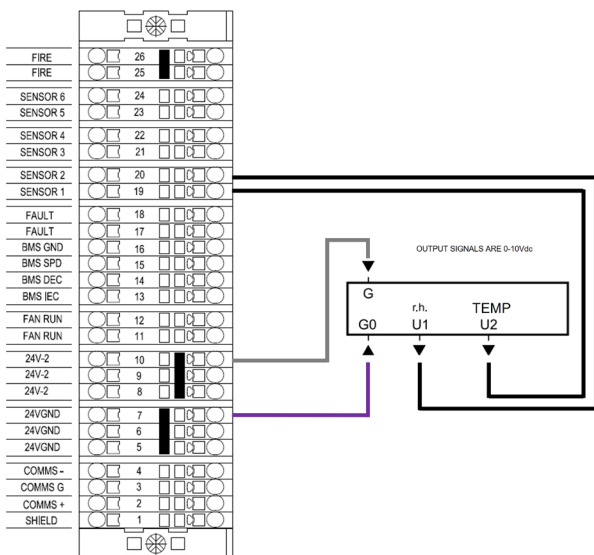 FIRE 26
FIRE 25
SENSOR 6 24
SENSOR 5 23
SENSOR 4 22
SENSOR 3 21
SENSOR 2 20
SENSOR 1 19
FAULT 18
FAULT 17
BMS GND 16
BMS SPD 15
BMS DEC 14
BMS IEC 13
FAN RUN 12
FAN RUN 11
24V-2 10
24V-2 9
24V-2 8
24VGND 7
24VGND 6
24VGND 5
COMMS - 4
COMMS G 3
COMMS + 2
SHIELD 1
OUTPUT SIGNALS ARE 0-10Vdc
G
r.h. TEMP
G0 U1 U2